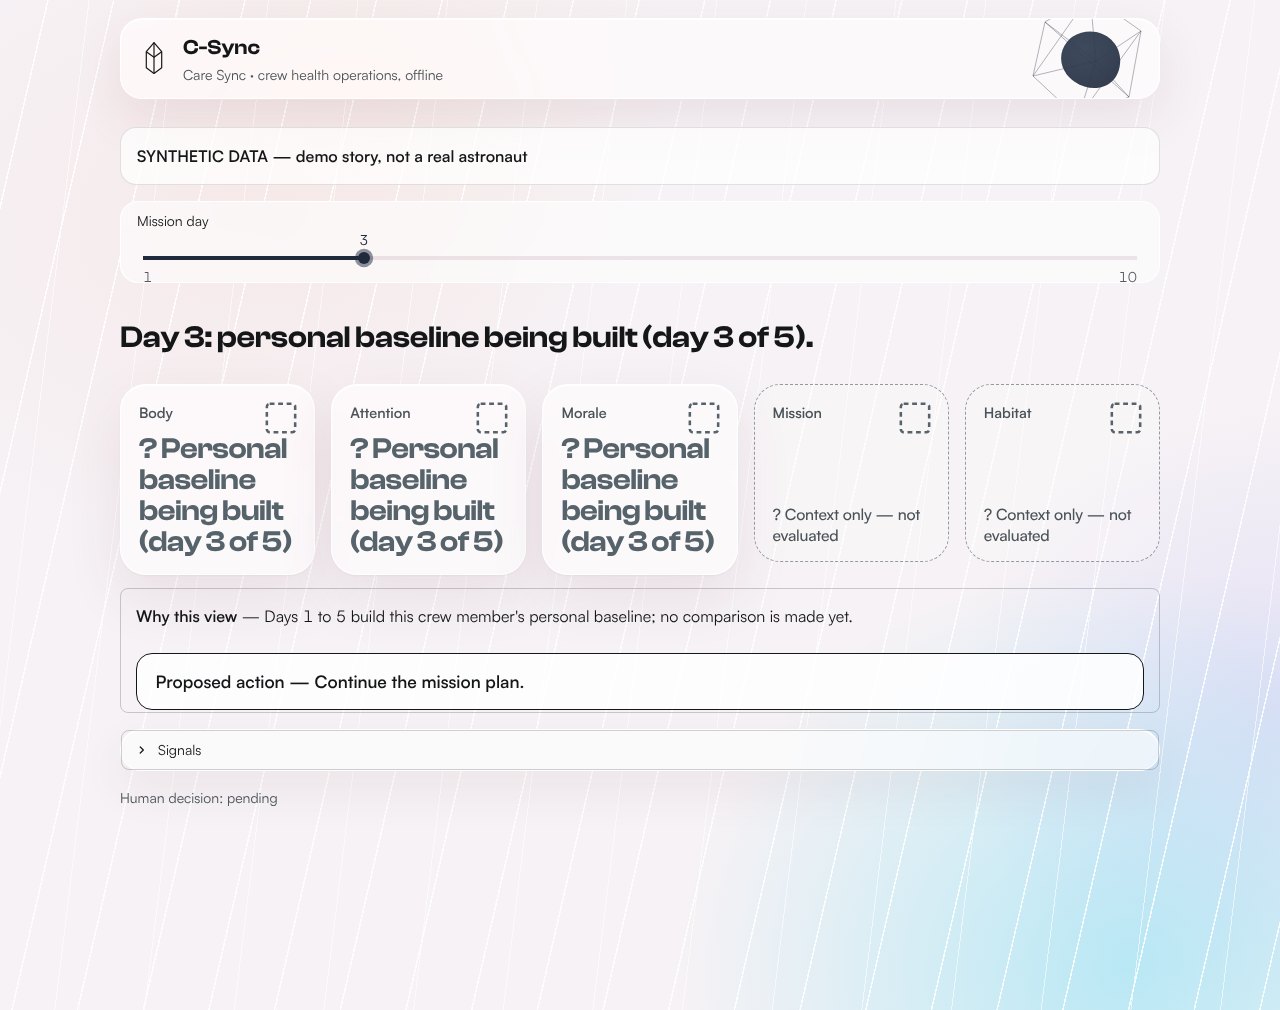 C-Sync
Care Sync · crew health operations, offline
SYNTHETIC DATA — demo story, not a real astronaut
Mission day
3
1
10
Day 3: personal baseline being built (day 3 of 5).
Body
? Personal
baseline
being built
(day 3 of 5)
Attention
? Personal
baseline
being built
(day 3 of 5)
Morale
? Personal
baseline
being built
(day 3 of 5)
Mission
? Context only — not
evaluated
Habitat
? Context only — not
evaluated
Why this view — Days 1 to 5 build this crew member's personal baseline; no comparison is made yet.
Proposed action — Continue the mission plan.
Signals
Human decision: pending